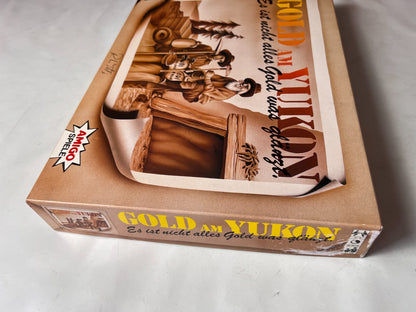 GOLD AM YUKON
Es ist nicht alles Gold was glänzt.
AMIGO
SPIELE
GOLD AM YUKON
Es ist nicht alles Gold was glänzt.